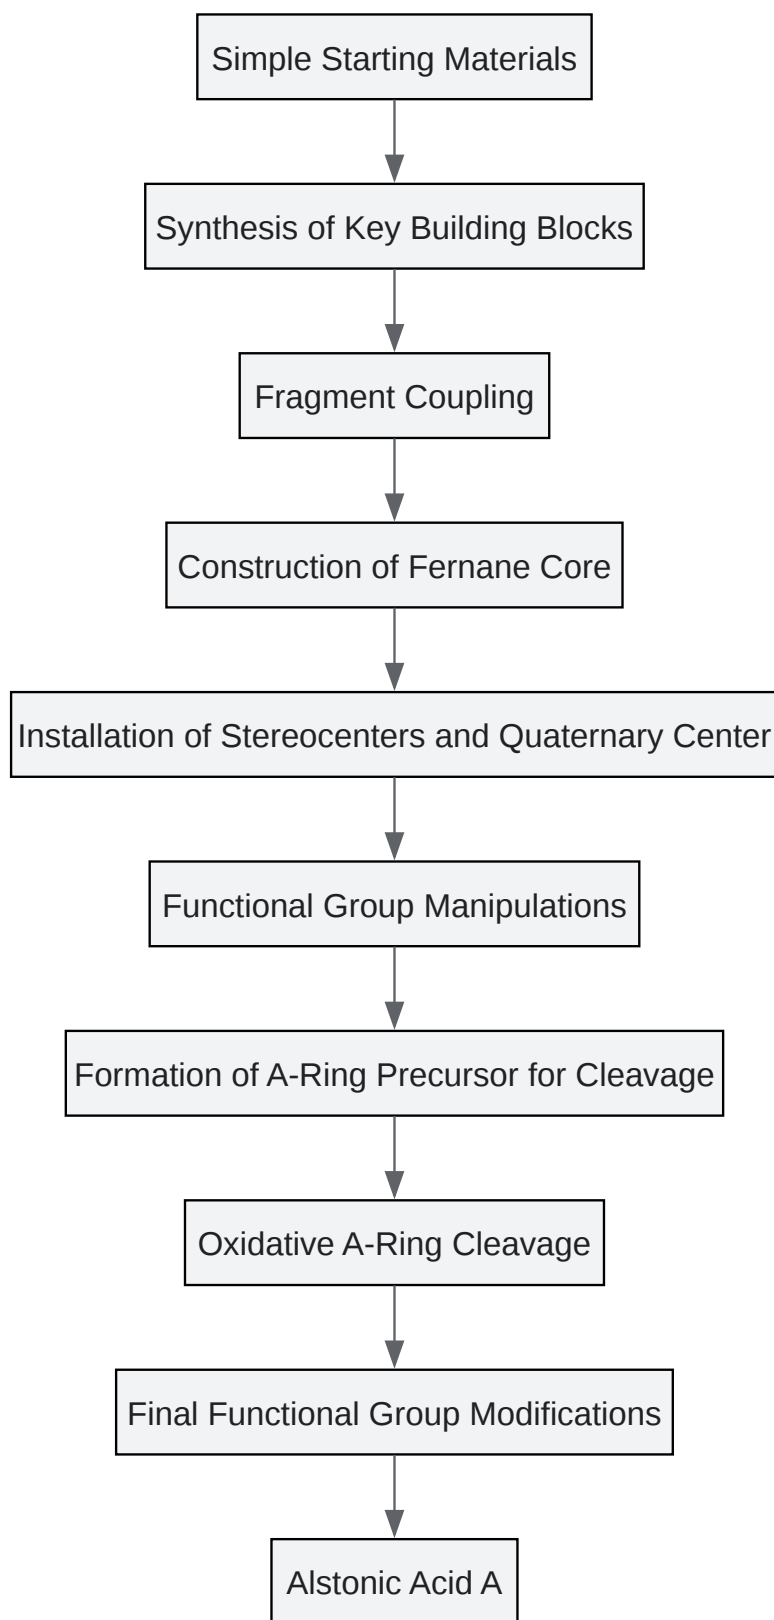 Simple Starting Materials
Synthesis of Key Building Blocks
Fragment Coupling
Construction of Fernane Core
Installation of Stereocenters and Quaternary Center
Functional Group Manipulations
Formation of A-Ring Precursor for Cleavage
Oxidative A-Ring Cleavage
Final Functional Group Modifications
Alstonic Acid A